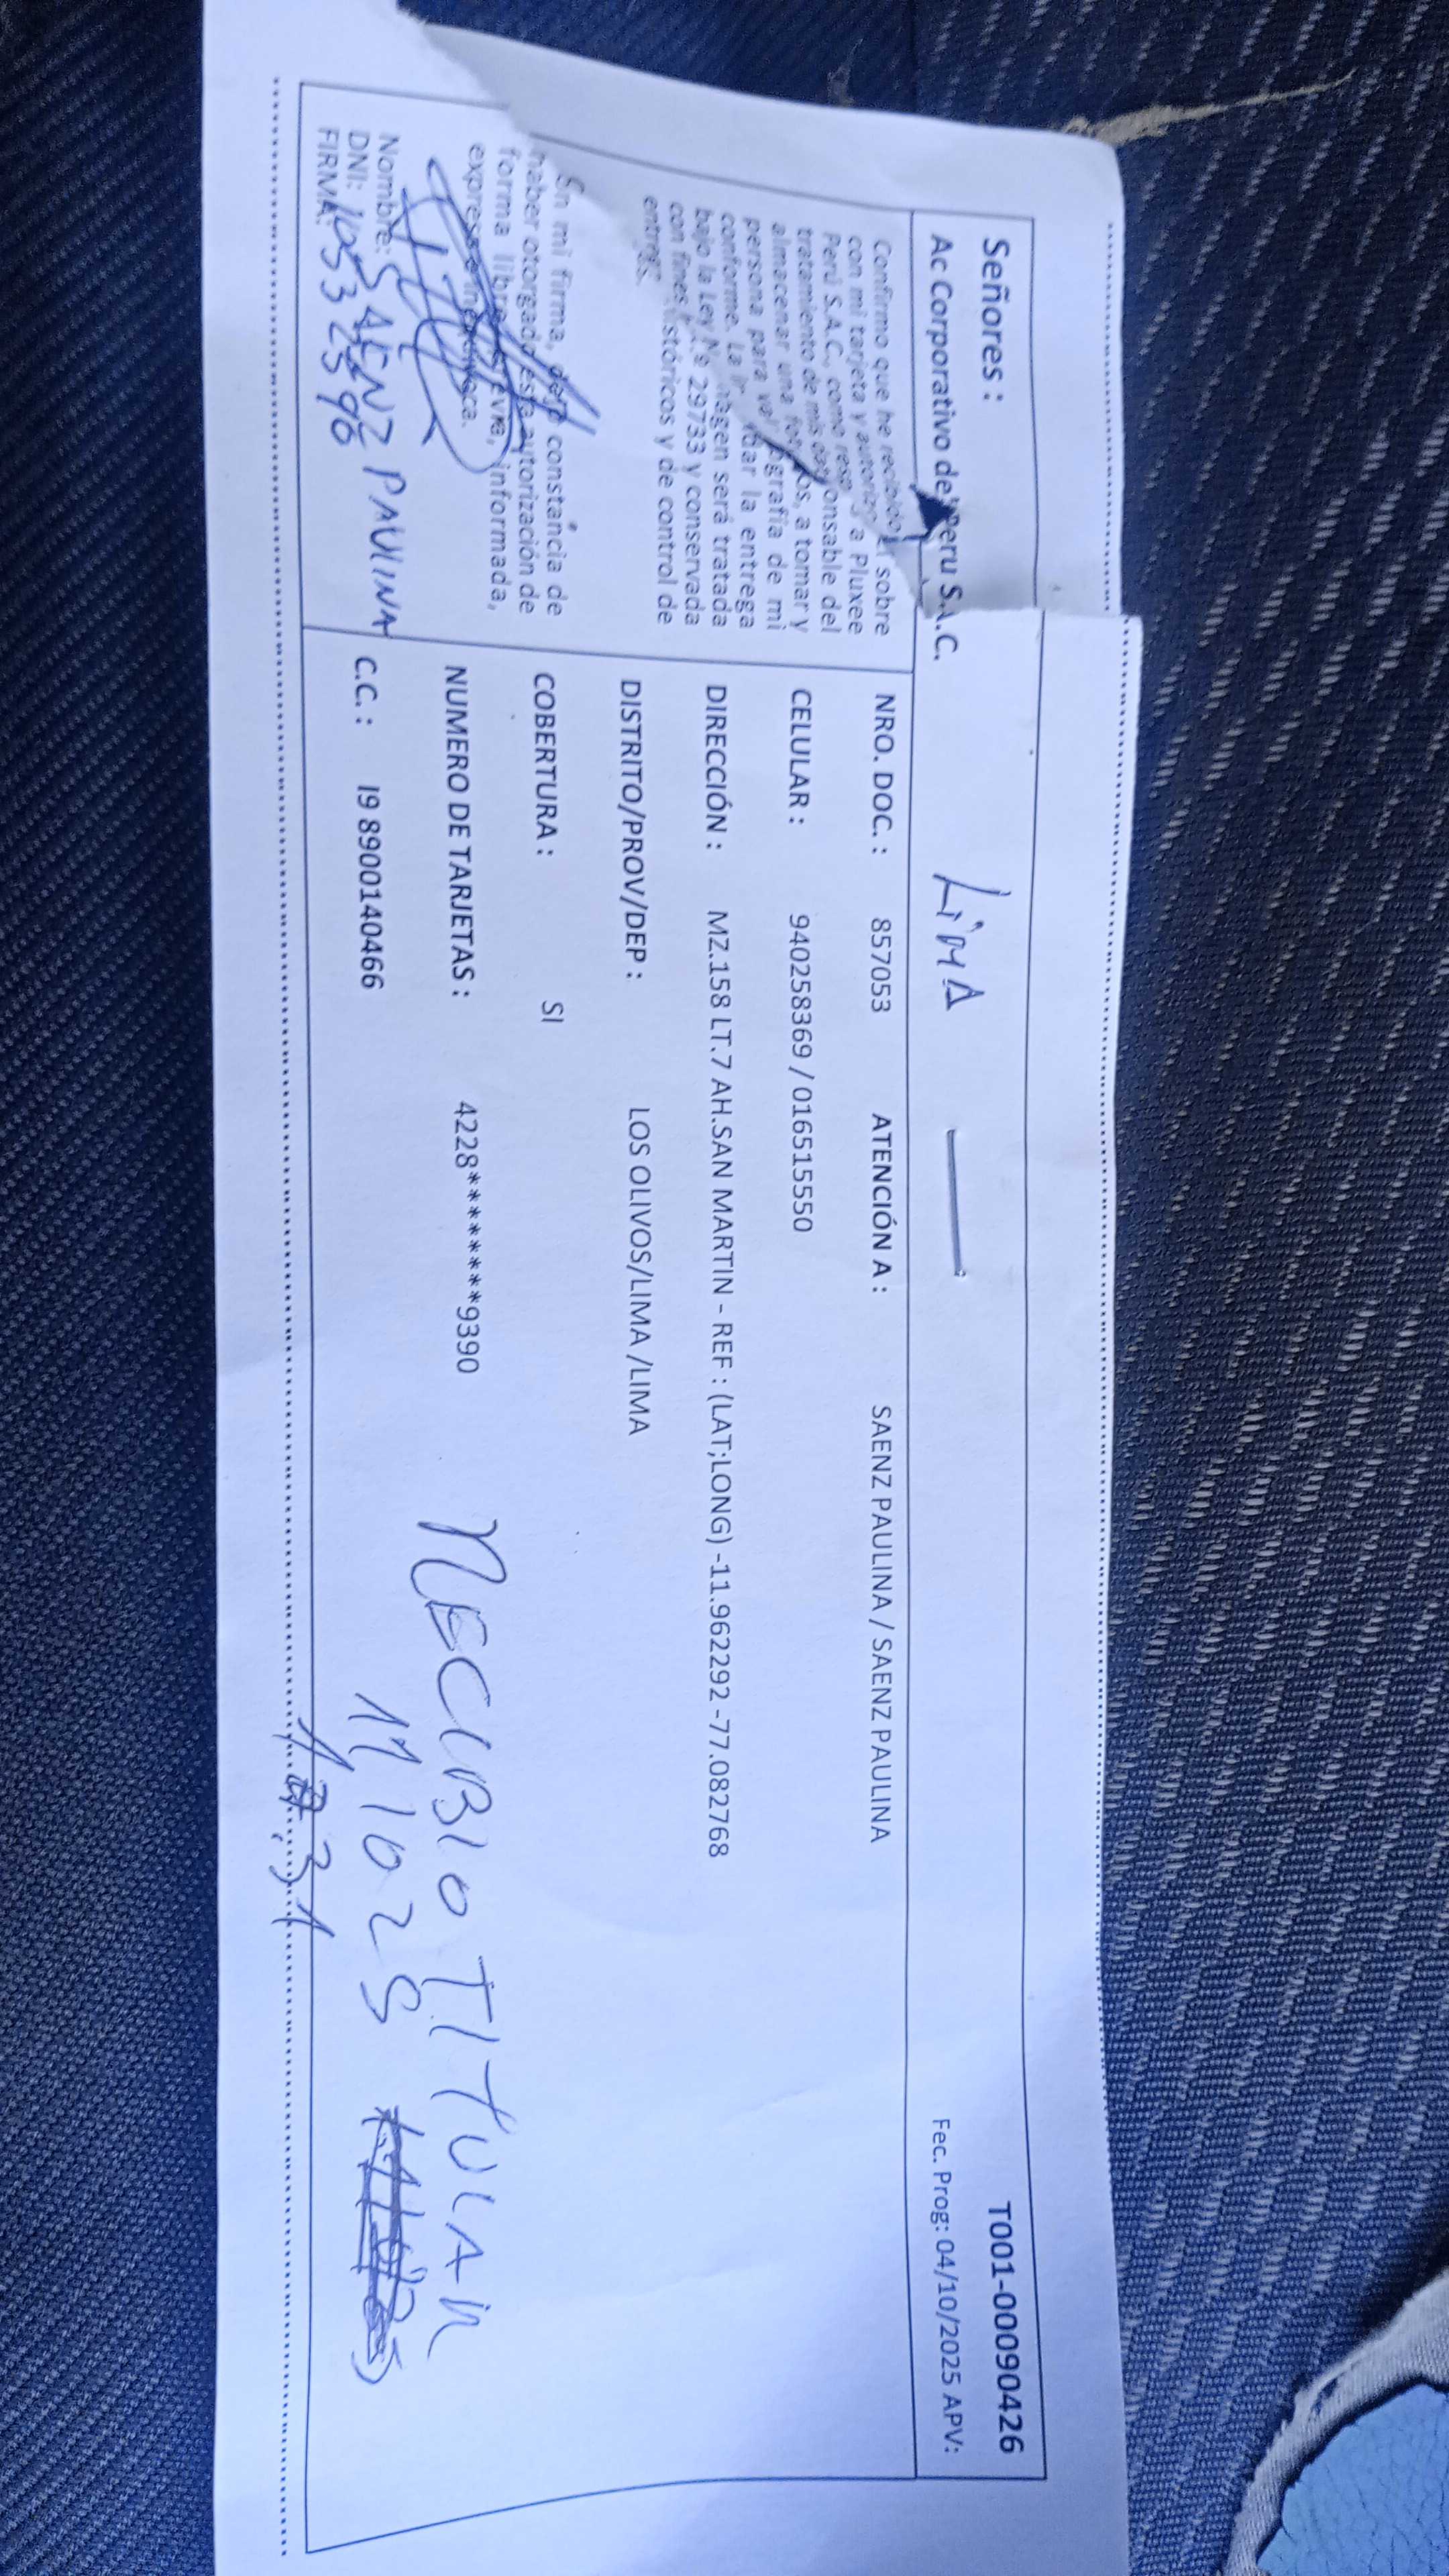 Señores :
T001-00090426
Ac Corporativo de Peru S.A.C.
LiMA —
Fec. Prog: 04/10/2025 APV:
Confirmo que he recibido el sobre
con mi tarjeta y autorizo a Pluxee
Perú S.A.C., como responsable del
tratamiento de mis datos, a tomar y
almacenar una fotografía de mi
persona para validar la entrega
conforme. La imagen será tratada
bajo la Ley N° 29733 y conservada
con fines históricos y de control de
entrega.
Con mi firma, dejo constancia de
haber otorgado esta autorización de
forma libre, previa, informada,
expresa e inequívoca.
Nombre: SAENZ PAULINA
DNI:
FIRMA:
NRO. DOC. : 857053 ATENCIÓN A : SAENZ PAULINA / SAENZ PAULINA
CELULAR : 940258369 / 016515550
DIRECCIÓN : MZ.158 LT.7 AH.SAN MARTIN - REF : (LAT;LONG) -11.962292 -77.082768
DISTRITO/PROV/DEP : LOS OLIVOS/LIMA /LIMA
COBERTURA : SI
NUMERO DE TARJETAS : 4228********9390
RECIBIO TITULAR
C.C. : I9 8900140466
11 10 25